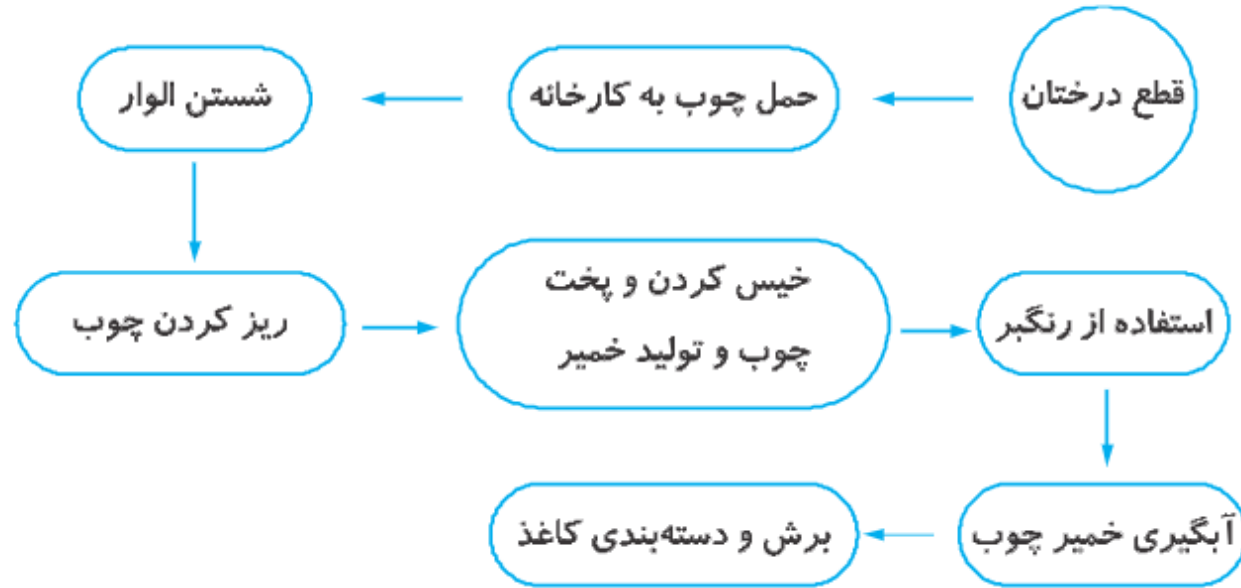 قطع درختان
حمل چوب به کارخانه
شستن الوار
ریز کردن چوب
خیس کردن و پخت
چوب و تولید خمیر
استفاده از رنگبر
آبگیری خمیر چوب
برش و دسته‌بندی کاغذ